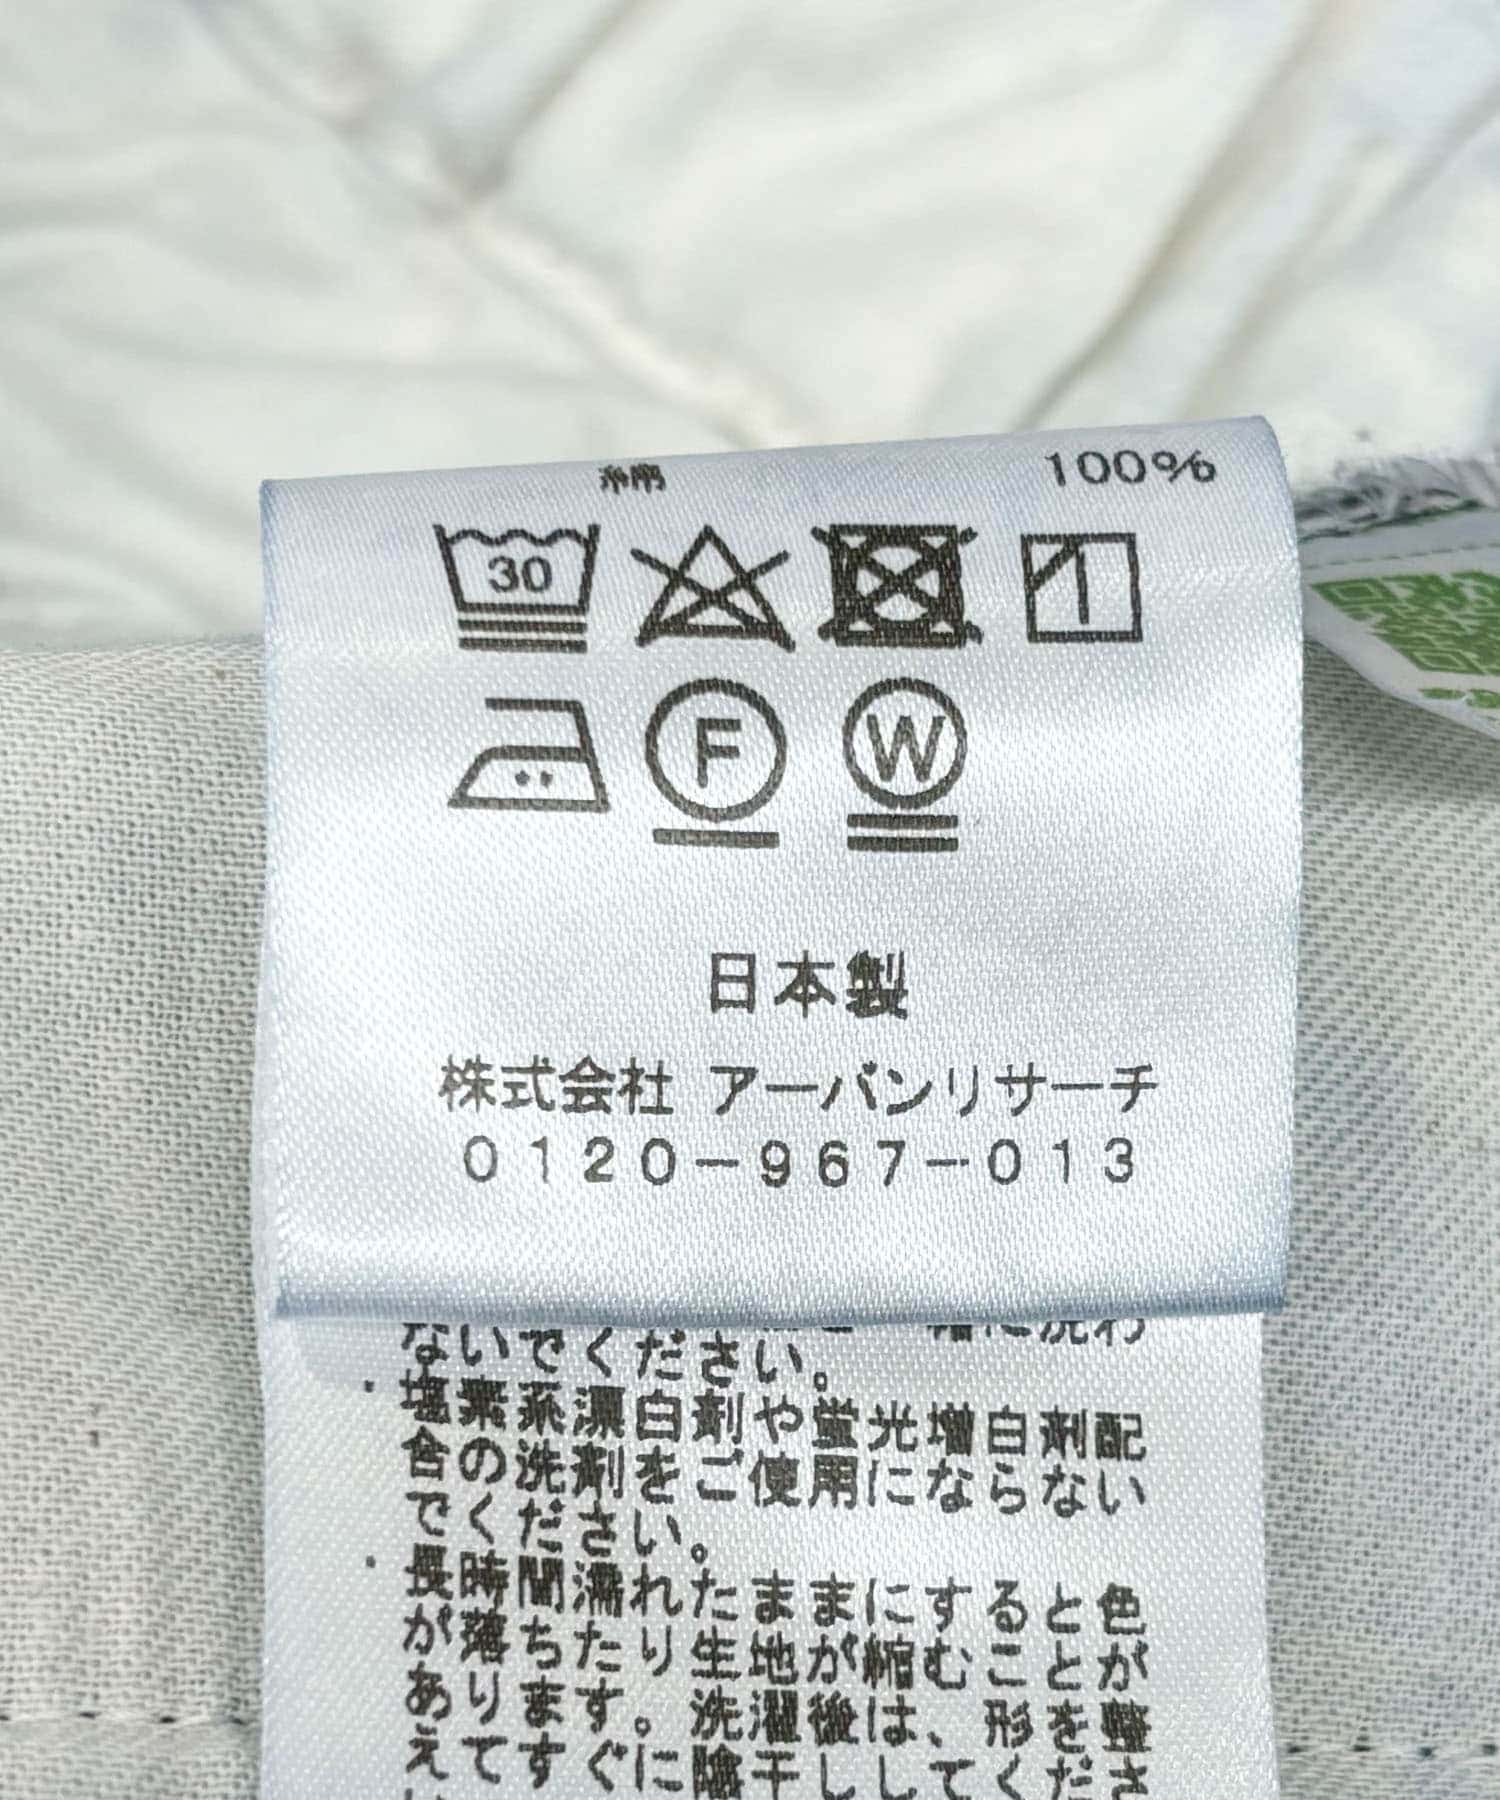 100%
30
F W
日本製
株式会社 アーバンリサーチ
0120-967-013
ないでください。
塩素系漂白剤や蛍光増白剤配
合の洗剤をご使用にならない
でください。
長時間濡れたままにすると色
が落ちたり生地が縮むことが
あります。洗濯後は、形を整
えてすぐに陰干ししてくださ